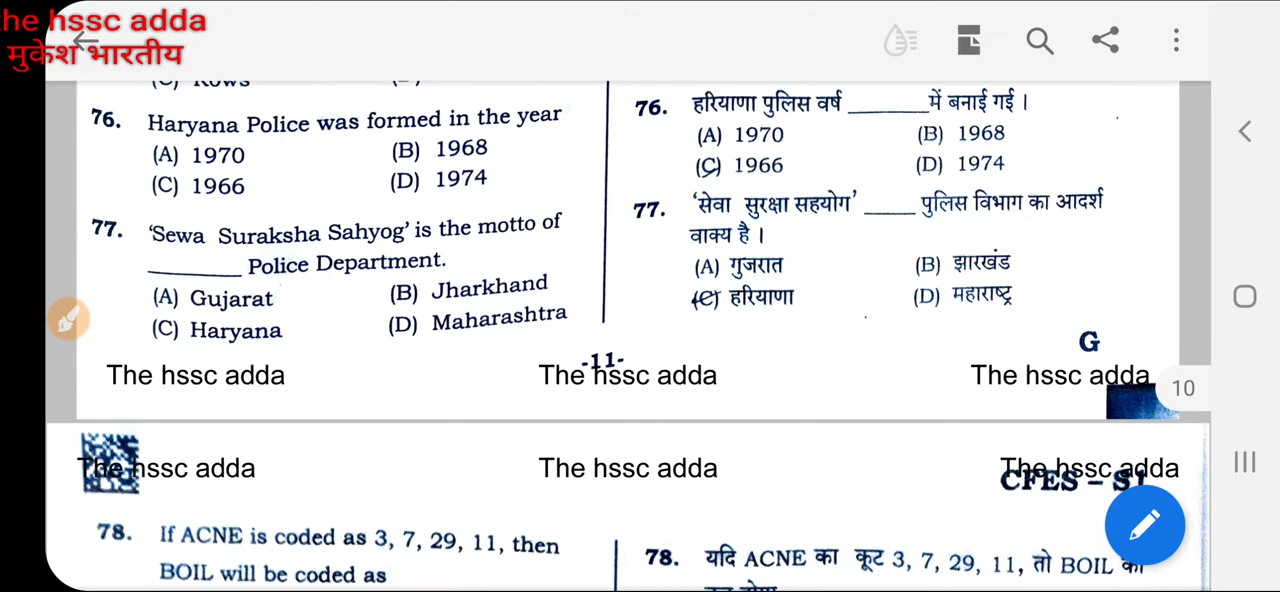 the hssc adda
मुकेश भारतीय
76. Haryana Police was formed in the year
(A) 1970 (B) 1968
(C) 1966 (D) 1974
77. ‘Sewa Suraksha Sahyog’ is the motto of
________ Police Department.
(A) Gujarat (B) Jharkhand
(C) Haryana (D) Maharashtra
76. हरियाणा पुलिस वर्ष ________ में बनाई गई ।
(A) 1970 (B) 1968
(C) 1966 (D) 1974
77. ‘सेवा सुरक्षा सहयोग’ _____ पुलिस विभाग का आदर्श
वाक्य है ।
(A) गुजरात (B) झारखंड
(C) हरियाणा (D) महाराष्ट्र
G
-11-
The hssc adda The hssc adda The hssc adda
10
The hssc adda The hssc adda The hssc adda
CFES – S1
78. If ACNE is coded as 3, 7, 29, 11, then
BOIL will be coded as
78. यदि ACNE का कूट 3, 7, 29, 11, तो BOIL का